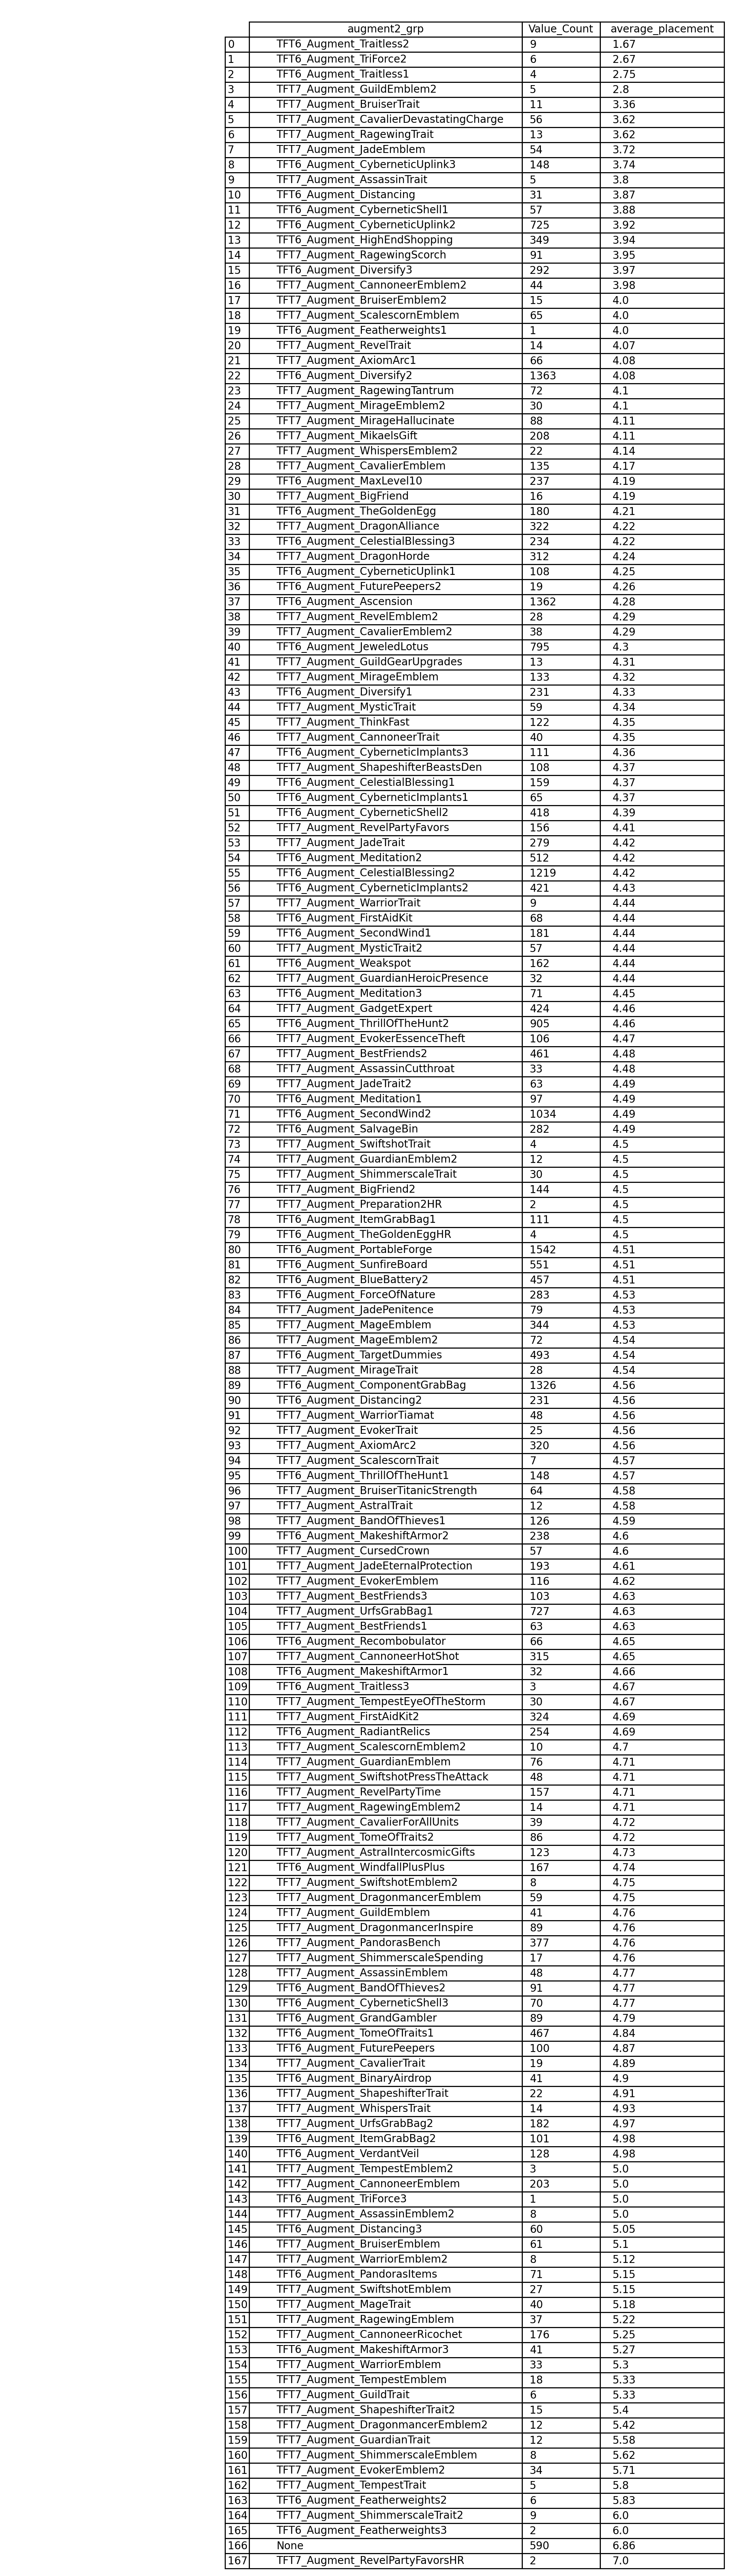 augment2_grp Value_Count average_placement
0 TFT6_Augment_Traitless2 9 1.67
1 TFT6_Augment_TriForce2 6 2.67
2 TFT6_Augment_Traitless1 4 2.75
3 TFT7_Augment_GuildEmblem2 5 2.8
4 TFT7_Augment_BruiserTrait 11 3.36
5 TFT7_Augment_CavalierDevastatingCharge 56 3.62
6 TFT7_Augment_RagewingTrait 13 3.62
7 TFT7_Augment_JadeEmblem 54 3.72
8 TFT6_Augment_CyberneticUplink3 148 3.74
9 TFT7_Augment_AssassinTrait 5 3.8
10 TFT6_Augment_Distancing 31 3.87
11 TFT6_Augment_CyberneticShell1 57 3.88
12 TFT6_Augment_CyberneticUplink2 725 3.92
13 TFT6_Augment_HighEndShopping 349 3.94
14 TFT7_Augment_RagewingScorch 91 3.95
15 TFT6_Augment_Diversify3 292 3.97
16 TFT7_Augment_CannoneerEmblem2 44 3.98
17 TFT7_Augment_BruiserEmblem2 15 4.0
18 TFT7_Augment_ScalescornEmblem 65 4.0
19 TFT6_Augment_Featherweights1 1 4.0
20 TFT7_Augment_RevelTrait 14 4.07
21 TFT7_Augment_AxiomArc1 66 4.08
22 TFT6_Augment_Diversify2 1363 4.08
23 TFT7_Augment_RagewingTantrum 72 4.1
24 TFT7_Augment_MirageEmblem2 30 4.1
25 TFT7_Augment_MirageHallucinate 88 4.11
26 TFT7_Augment_MikaelsGift 208 4.11
27 TFT7_Augment_WhispersEmblem2 22 4.14
28 TFT7_Augment_CavalierEmblem 135 4.17
29 TFT6_Augment_MaxLevel10 237 4.19
30 TFT7_Augment_BigFriend 16 4.19
31 TFT6_Augment_TheGoldenEgg 180 4.21
32 TFT7_Augment_DragonAlliance 322 4.22
33 TFT6_Augment_CelestialBlessing3 234 4.22
34 TFT7_Augment_DragonHorde 312 4.24
35 TFT6_Augment_CyberneticUplink1 108 4.25
36 TFT6_Augment_FuturePeepers2 19 4.26
37 TFT6_Augment_Ascension 1362 4.28
38 TFT7_Augment_RevelEmblem2 28 4.29
39 TFT7_Augment_CavalierEmblem2 38 4.29
40 TFT6_Augment_JeweledLotus 795 4.3
41 TFT7_Augment_GuildGearUpgrades 13 4.31
42 TFT7_Augment_MirageEmblem 133 4.32
43 TFT6_Augment_Diversify1 231 4.33
44 TFT7_Augment_MysticTrait 59 4.34
45 TFT7_Augment_ThinkFast 122 4.35
46 TFT7_Augment_CannoneerTrait 40 4.35
47 TFT6_Augment_CyberneticImplants3 111 4.36
48 TFT7_Augment_ShapeshifterBeastsDen 108 4.37
49 TFT6_Augment_CelestialBlessing1 159 4.37
50 TFT6_Augment_CyberneticImplants1 65 4.37
51 TFT6_Augment_CyberneticShell2 418 4.39
52 TFT7_Augment_RevelPartyFavors 156 4.41
53 TFT7_Augment_JadeTrait 279 4.42
54 TFT6_Augment_Meditation2 512 4.42
55 TFT6_Augment_CelestialBlessing2 1219 4.42
56 TFT6_Augment_CyberneticImplants2 421 4.43
57 TFT7_Augment_WarriorTrait 9 4.44
58 TFT6_Augment_FirstAidKit 68 4.44
59 TFT6_Augment_SecondWind1 181 4.44
60 TFT7_Augment_MysticTrait2 57 4.44
61 TFT6_Augment_Weakspot 162 4.44
62 TFT7_Augment_GuardianHeroicPresence 32 4.44
63 TFT6_Augment_Meditation3 71 4.45
64 TFT7_Augment_GadgetExpert 424 4.46
65 TFT6_Augment_ThrillOfTheHunt2 905 4.46
66 TFT7_Augment_EvokerEssenceTheft 106 4.47
67 TFT7_Augment_BestFriends2 461 4.48
68 TFT7_Augment_AssassinCutthroat 33 4.48
69 TFT7_Augment_JadeTrait2 63 4.49
70 TFT6_Augment_Meditation1 97 4.49
71 TFT6_Augment_SecondWind2 1034 4.49
72 TFT6_Augment_SalvageBin 282 4.49
73 TFT7_Augment_SwiftshotTrait 4 4.5
74 TFT7_Augment_GuardianEmblem2 12 4.5
75 TFT7_Augment_ShimmerscaleTrait 30 4.5
76 TFT7_Augment_BigFriend2 144 4.5
77 TFT7_Augment_Preparation2HR 2 4.5
78 TFT6_Augment_ItemGrabBag1 111 4.5
79 TFT6_Augment_TheGoldenEggHR 4 4.5
80 TFT6_Augment_PortableForge 1542 4.51
81 TFT6_Augment_SunfireBoard 551 4.51
82 TFT6_Augment_BlueBattery2 457 4.51
83 TFT6_Augment_ForceOfNature 283 4.53
84 TFT7_Augment_JadePenitence 79 4.53
85 TFT7_Augment_MageEmblem 344 4.53
86 TFT7_Augment_MageEmblem2 72 4.54
87 TFT6_Augment_TargetDummies 493 4.54
88 TFT7_Augment_MirageTrait 28 4.54
89 TFT6_Augment_ComponentGrabBag 1326 4.56
90 TFT6_Augment_Distancing2 231 4.56
91 TFT7_Augment_WarriorTiamat 48 4.56
92 TFT7_Augment_EvokerTrait 25 4.56
93 TFT7_Augment_AxiomArc2 320 4.56
94 TFT7_Augment_ScalescornTrait 7 4.57
95 TFT6_Augment_ThrillOfTheHunt1 148 4.57
96 TFT7_Augment_BruiserTitanicStrength 64 4.58
97 TFT7_Augment_AstralTrait 12 4.58
98 TFT7_Augment_BandOfThieves1 126 4.59
99 TFT6_Augment_MakeshiftArmor2 238 4.6
100 TFT7_Augment_CursedCrown 57 4.6
101 TFT7_Augment_JadeEternalProtection 193 4.61
102 TFT7_Augment_EvokerEmblem 116 4.62
103 TFT7_Augment_BestFriends3 103 4.63
104 TFT7_Augment_UrfsGrabBag1 727 4.63
105 TFT7_Augment_BestFriends1 63 4.63
106 TFT6_Augment_Recombobulator 66 4.65
107 TFT7_Augment_CannoneerHotShot 315 4.65
108 TFT6_Augment_MakeshiftArmor1 32 4.66
109 TFT6_Augment_Traitless3 3 4.67
110 TFT7_Augment_TempestEyeOfTheStorm 30 4.67
111 TFT7_Augment_FirstAidKit2 324 4.69
112 TFT6_Augment_RadiantRelics 254 4.69
113 TFT7_Augment_ScalescornEmblem2 10 4.7
114 TFT7_Augment_GuardianEmblem 76 4.71
115 TFT7_Augment_SwiftshotPressTheAttack 48 4.71
116 TFT7_Augment_RevelPartyTime 157 4.71
117 TFT7_Augment_RagewingEmblem2 14 4.71
118 TFT7_Augment_CavalierForAllUnits 39 4.72
119 TFT7_Augment_TomeOfTraits2 86 4.72
120 TFT7_Augment_AstralIntercosmicGifts 123 4.73
121 TFT6_Augment_WindfallPlusPlus 167 4.74
122 TFT7_Augment_SwiftshotEmblem2 8 4.75
123 TFT7_Augment_DragonmancerEmblem 59 4.75
124 TFT7_Augment_GuildEmblem 41 4.76
125 TFT7_Augment_DragonmancerInspire 89 4.76
126 TFT7_Augment_PandorasBench 377 4.76
127 TFT7_Augment_ShimmerscaleSpending 17 4.76
128 TFT7_Augment_AssassinEmblem 48 4.77
129 TFT6_Augment_BandOfThieves2 91 4.77
130 TFT6_Augment_CyberneticShell3 70 4.77
131 TFT6_Augment_GrandGambler 89 4.79
132 TFT6_Augment_TomeOfTraits1 467 4.84
133 TFT6_Augment_FuturePeepers 100 4.87
134 TFT7_Augment_CavalierTrait 19 4.89
135 TFT6_Augment_BinaryAirdrop 41 4.9
136 TFT7_Augment_ShapeshifterTrait 22 4.91
137 TFT7_Augment_WhispersTrait 14 4.93
138 TFT7_Augment_UrfsGrabBag2 182 4.97
139 TFT6_Augment_ItemGrabBag2 101 4.98
140 TFT6_Augment_VerdantVeil 128 4.98
141 TFT7_Augment_TempestEmblem2 3 5.0
142 TFT7_Augment_CannoneerEmblem 203 5.0
143 TFT6_Augment_TriForce3 1 5.0
144 TFT7_Augment_AssassinEmblem2 8 5.0
145 TFT6_Augment_Distancing3 60 5.05
146 TFT7_Augment_BruiserEmblem 61 5.1
147 TFT7_Augment_WarriorEmblem2 8 5.12
148 TFT6_Augment_PandorasItems 71 5.15
149 TFT7_Augment_SwiftshotEmblem 27 5.15
150 TFT7_Augment_MageTrait 40 5.18
151 TFT7_Augment_RagewingEmblem 37 5.22
152 TFT7_Augment_CannoneerRicochet 176 5.25
153 TFT6_Augment_MakeshiftArmor3 41 5.27
154 TFT7_Augment_WarriorEmblem 33 5.3
155 TFT7_Augment_TempestEmblem 18 5.33
156 TFT7_Augment_GuildTrait 6 5.33
157 TFT7_Augment_ShapeshifterTrait2 15 5.4
158 TFT7_Augment_DragonmancerEmblem2 12 5.42
159 TFT7_Augment_GuardianTrait 12 5.58
160 TFT7_Augment_ShimmerscaleEmblem 8 5.62
161 TFT7_Augment_EvokerEmblem2 34 5.71
162 TFT7_Augment_TempestTrait 5 5.8
163 TFT6_Augment_Featherweights2 6 5.83
164 TFT7_Augment_ShimmerscaleTrait2 9 6.0
165 TFT6_Augment_Featherweights3 2 6.0
166 None 590 6.86
167 TFT7_Augment_RevelPartyFavorsHR 2 7.0